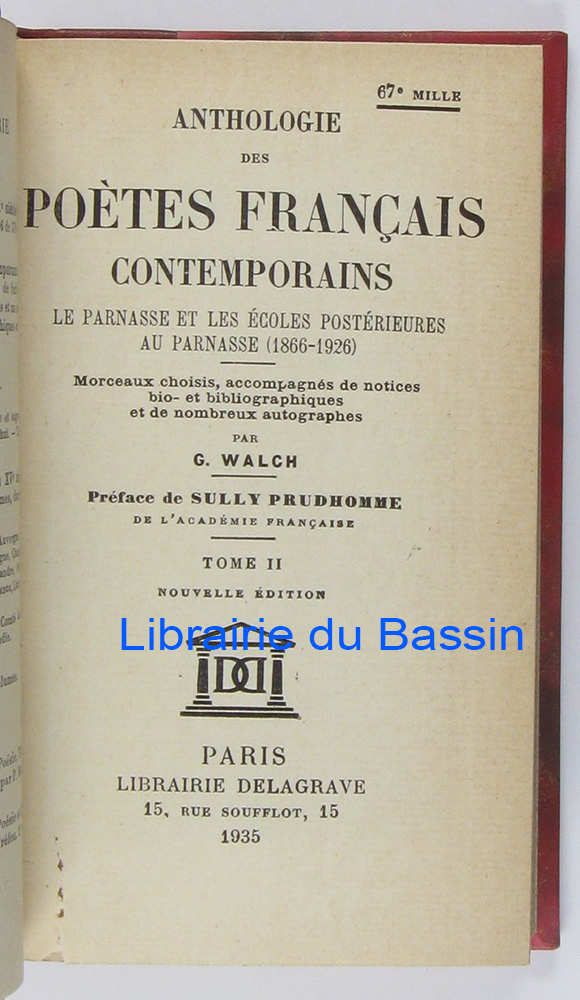 67e MILLE
ANTHOLOGIE
DES
POÈTES FRANÇAIS
CONTEMPORAINS
LE PARNASSE ET LES ÉCOLES POSTÉRIEURES
AU PARNASSE (1866-1926)
Morceaux choisis, accompagnés de notices
bio- et bibliographiques
et de nombreux autographes
PAR
G. WALCH
Préface de SULLY PRUDHOMME
DE L'ACADÉMIE FRANÇAISE
TOME II
NOUVELLE ÉDITION
Librairie du Bassin
PARIS
LIBRAIRIE DELAGRAVE
15, RUE SOUFFLOT, 15
1935